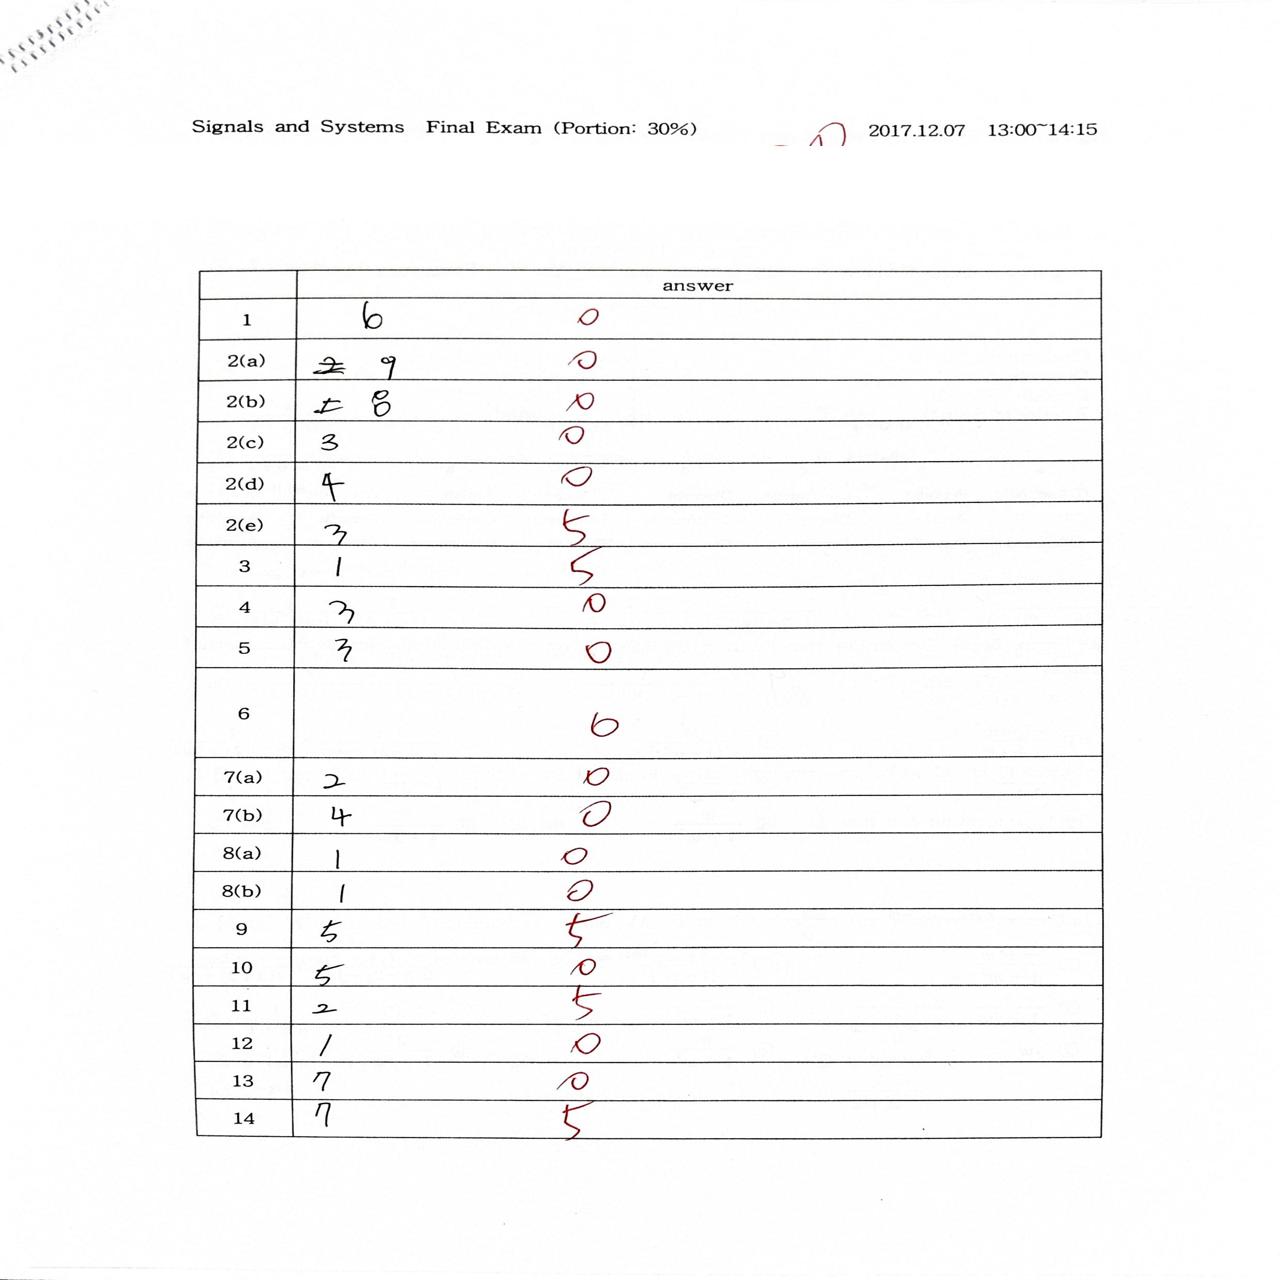 Signals and Systems Final Exam (Portion: 30%) 2017.12.07 13:00~14:15
answer
1 6 0
2(a) 9 0
2(b) 8 0
2(c) 3 0
2(d) 4 0
2(e) 3 5
3 1 5
4 3 0
5 3 0
6 6
7(a) 2 0
7(b) 4 0
8(a) 1 0
8(b) 1 0
9 5 5
10 5 0
11 2 5
12 1 0
13 7 0
14 7 5